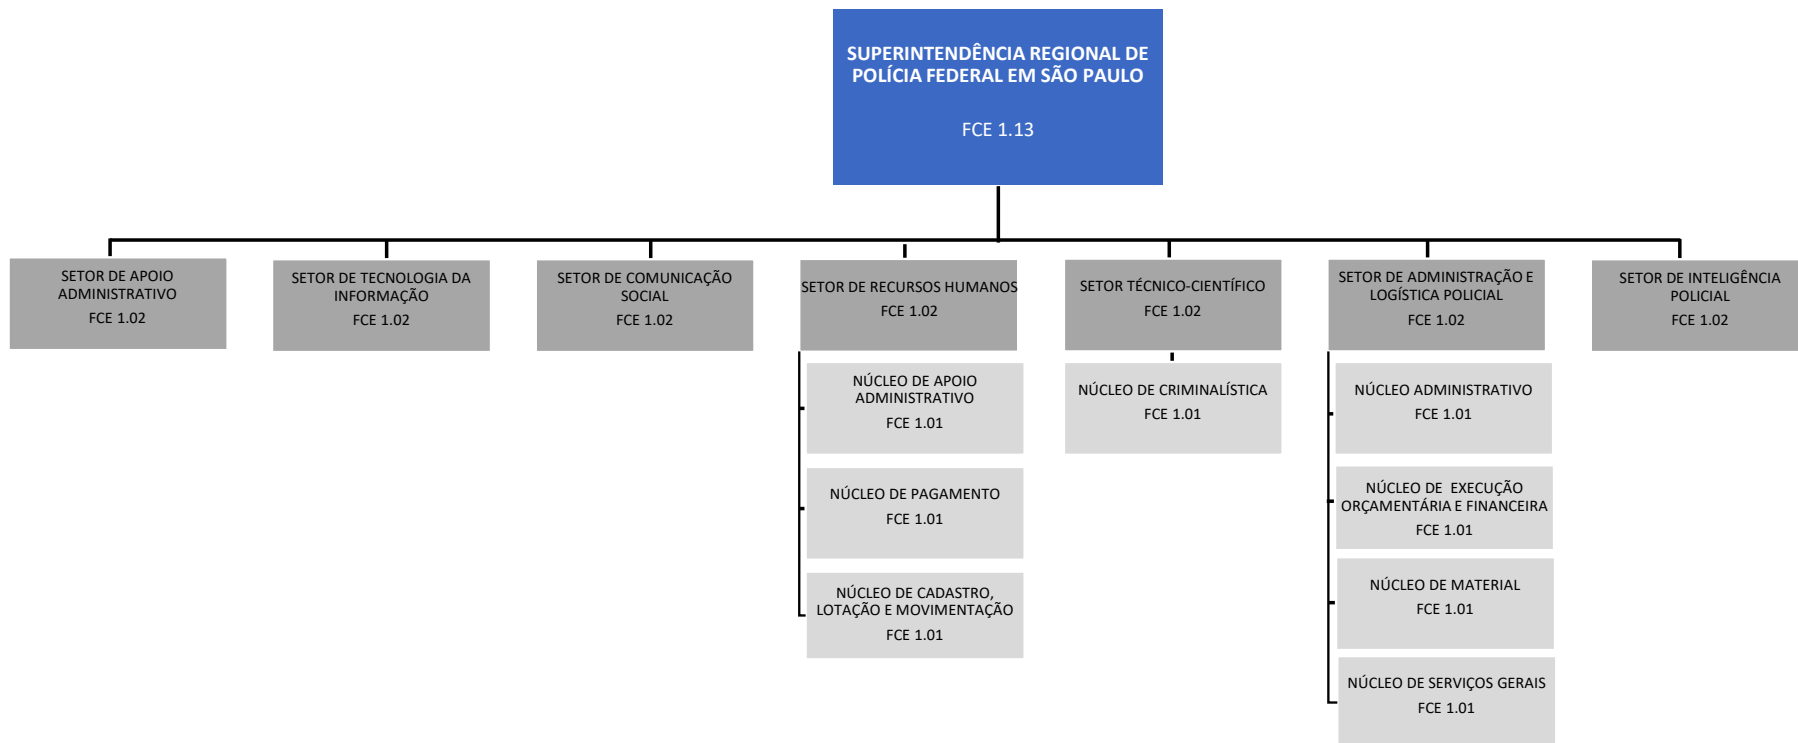 SUPERINTENDÊNCIA REGIONAL DE
POLÍCIA FEDERAL EM SÃO PAULO
FCE 1.13
SETOR DE APOIO
ADMINISTRATIVO
FCE 1.02
SETOR DE TECNOLOGIA DA
INFORMAÇÃO
FCE 1.02
SETOR DE COMUNICAÇÃO
SOCIAL
FCE 1.02
SETOR DE RECURSOS HUMANOS
FCE 1.02
SETOR TÉCNICO-CIENTÍFICO
FCE 1.02
SETOR DE ADMINISTRAÇÃO E
LOGÍSTICA POLICIAL
FCE 1.02
SETOR DE INTELIGÊNCIA
POLICIAL
FCE 1.02
NÚCLEO DE APOIO
ADMINISTRATIVO
FCE 1.01
NÚCLEO DE PAGAMENTO
FCE 1.01
NÚCLEO DE CADASTRO,
LOTAÇÃO E MOVIMENTAÇÃO
FCE 1.01
NÚCLEO DE CRIMINALÍSTICA
FCE 1.01
NÚCLEO ADMINISTRATIVO
FCE 1.01
NÚCLEO DE EXECUÇÃO
ORÇAMENTÁRIA E FINANCEIRA
FCE 1.01
NÚCLEO DE MATERIAL
FCE 1.01
NÚCLEO DE SERVIÇOS GERAIS
FCE 1.01